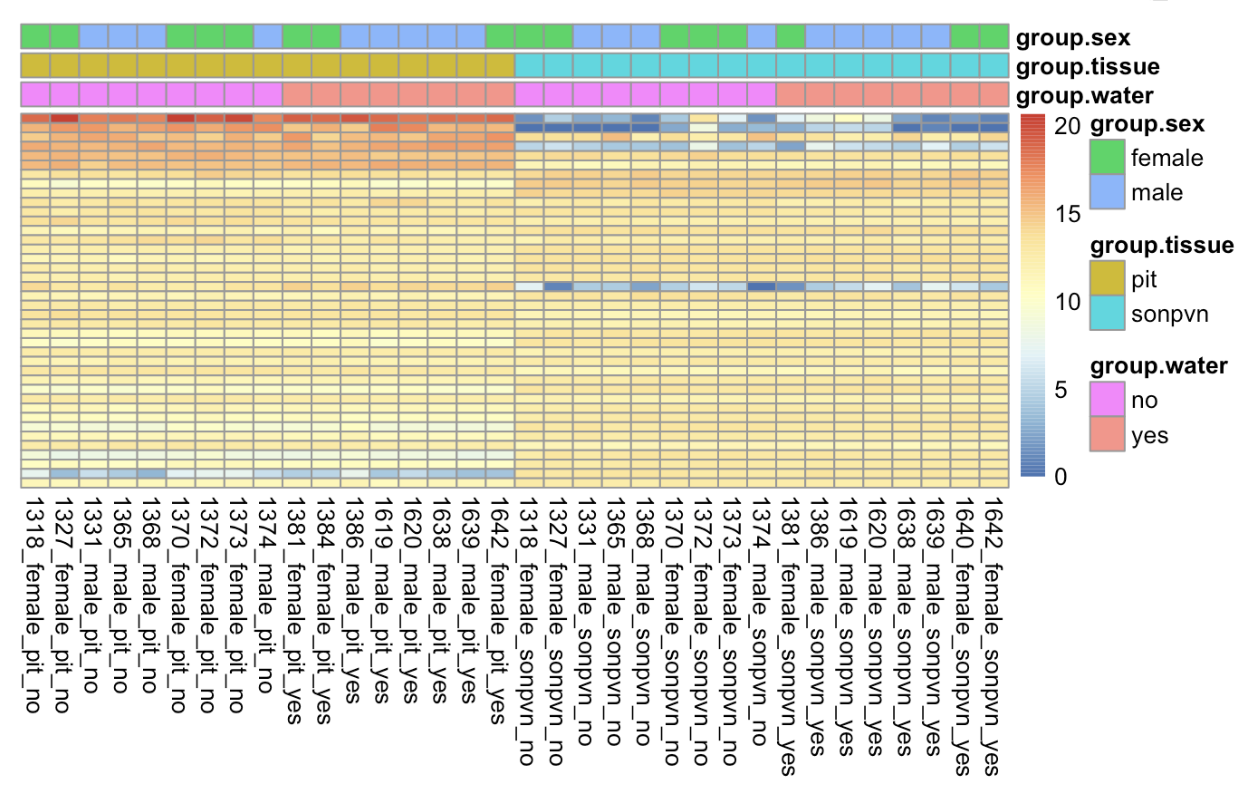 group.sex
group.tissue
group.water
20
15
10
5
0
group.sex
female
male
group.tissue
pit
sonpvn
group.water
no
yes
1318_female_pit_no
1327_female_pit_no
1331_male_pit_no
1365_male_pit_no
1368_male_pit_no
1370_female_pit_no
1372_female_pit_no
1373_female_pit_no
1374_male_pit_no
1381_female_pit_yes
1384_female_pit_yes
1386_male_pit_yes
1619_male_pit_yes
1620_male_pit_yes
1638_male_pit_yes
1639_male_pit_yes
1642_female_pit_yes
1318_female_sonpvn_no
1327_female_sonpvn_no
1331_male_sonpvn_no
1365_male_sonpvn_no
1368_male_sonpvn_no
1370_female_sonpvn_no
1372_female_sonpvn_no
1373_female_sonpvn_no
1374_male_sonpvn_no
1381_female_sonpvn_yes
1386_male_sonpvn_yes
1619_male_sonpvn_yes
1620_male_sonpvn_yes
1638_male_sonpvn_yes
1639_male_sonpvn_yes
1640_female_sonpvn_yes
1642_female_sonpvn_yes